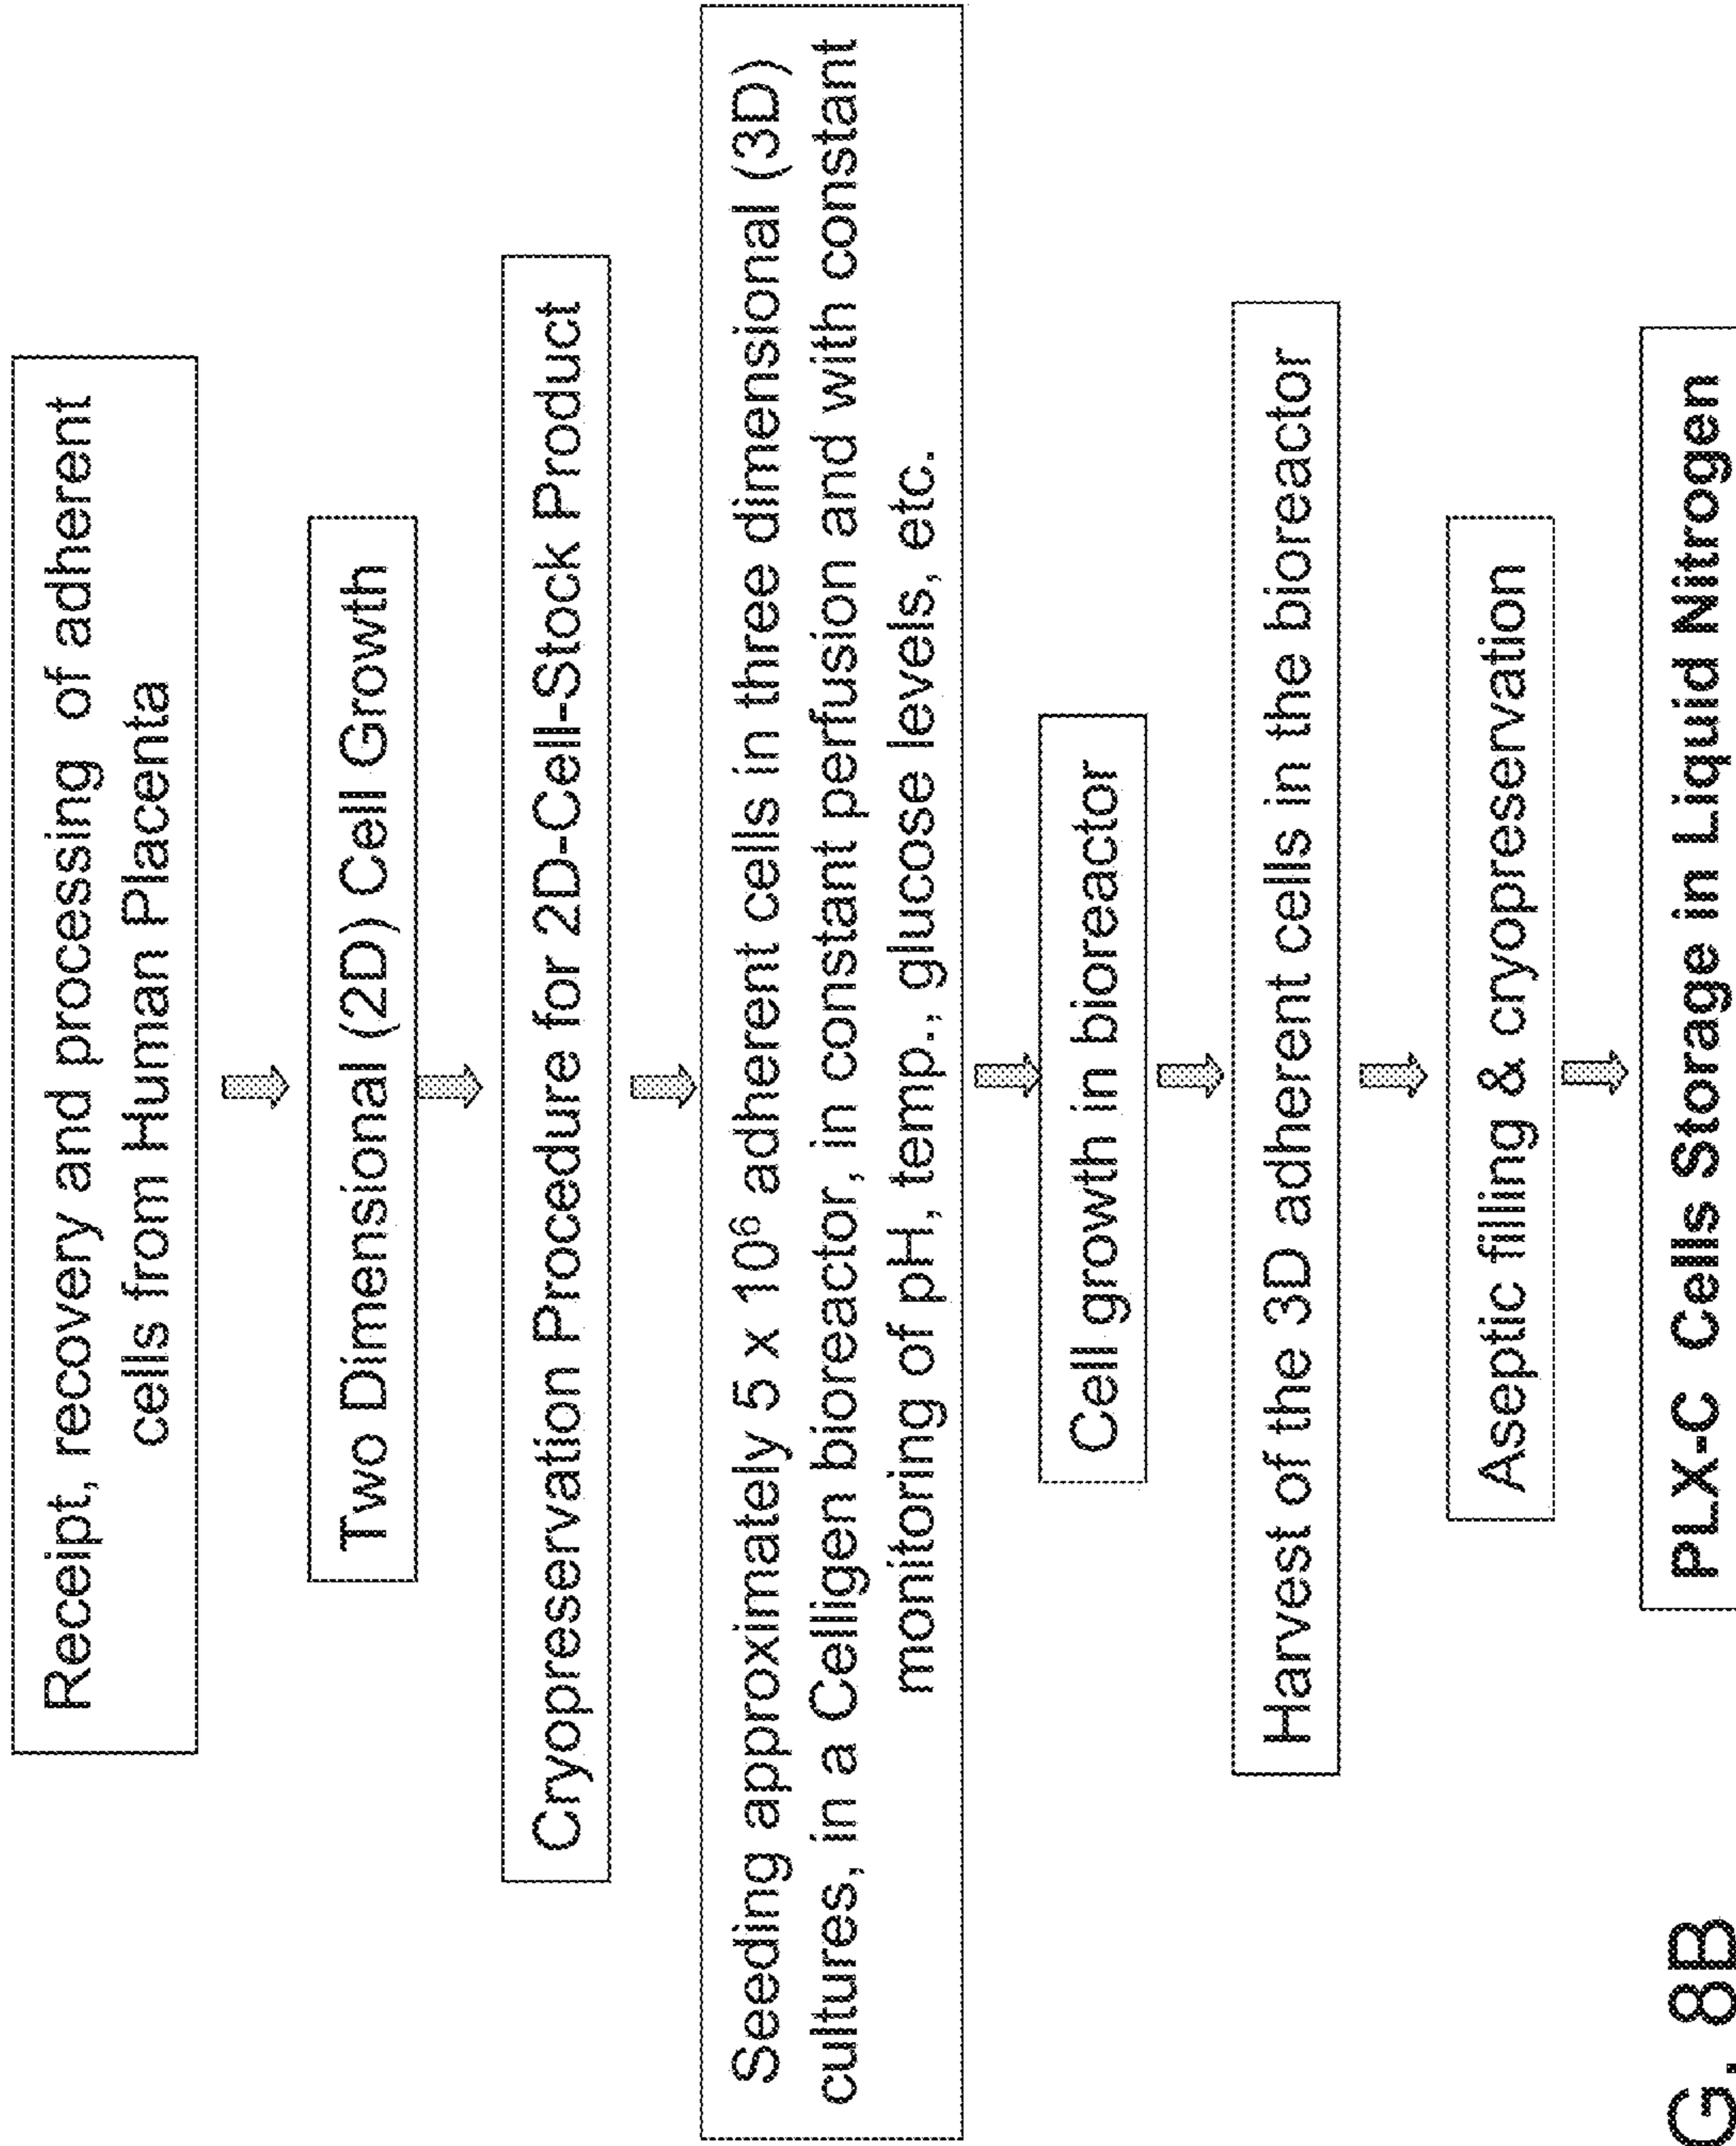 Receipt, recovery and processing of adherent
cells from Human Placenta
Two Dimensional (2D) Cell Growth
Cryopreservation Procedure for 2D-Cell-Stock Product
Seeding approximately 5 x 10⁶ adherent cells in three dimensional (3D)
cultures, in a Celligen bioreactor, in constant perfusion and with constant
monitoring of pH, temp., glucose levels, etc.
Cell growth in bioreactor
Harvest of the 3D adherent cells in the bioreactor
Aseptic filling & cryopreservation
PLX-C Cells Storage in Liquid Nitrogen
G. 8B